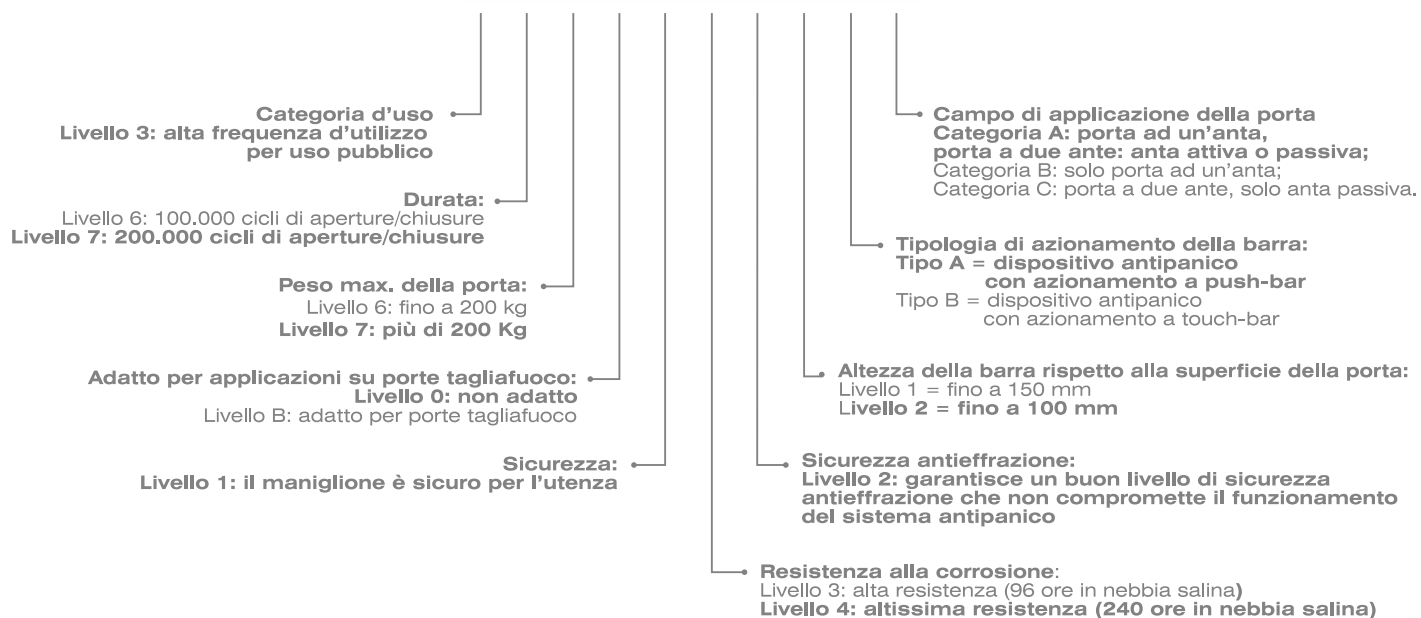 Categoria d'uso
Livello 3: alta frequenza d'utilizzo
per uso pubblico
Durata:
Livello 6: 100.000 cicli di aperture/chiusure
Livello 7: 200.000 cicli di aperture/chiusure
Peso max. della porta:
Livello 6: fino a 200 kg
Livello 7: più di 200 Kg
Adatto per applicazioni su porte tagliafuoco:
Livello 0: non adatto
Livello B: adatto per porte tagliafuoco
Sicurezza:
Livello 1: il maniglione è sicuro per l'utenza
Campo di applicazione della porta
Categoria A: porta ad un'anta,
porta a due ante: anta attiva o passiva;
Categoria B: solo porta ad un'anta;
Categoria C: porta a due ante, solo anta passiva.
Tipologia di azionamento della barra:
Tipo A = dispositivo antipanico
con azionamento a push-bar
Tipo B = dispositivo antipanico
con azionamento a touch-bar
Altezza della barra rispetto alla superficie della porta:
Livello 1 = fino a 150 mm
Livello 2 = fino a 100 mm
Sicurezza antieffrazione:
Livello 2: garantisce un buon livello di sicurezza
antieffrazione che non compromette il funzionamento
del sistema antipanico
Resistenza alla corrosione:
Livello 3: alta resistenza (96 ore in nebbia salina)
Livello 4: altissima resistenza (240 ore in nebbia salina)